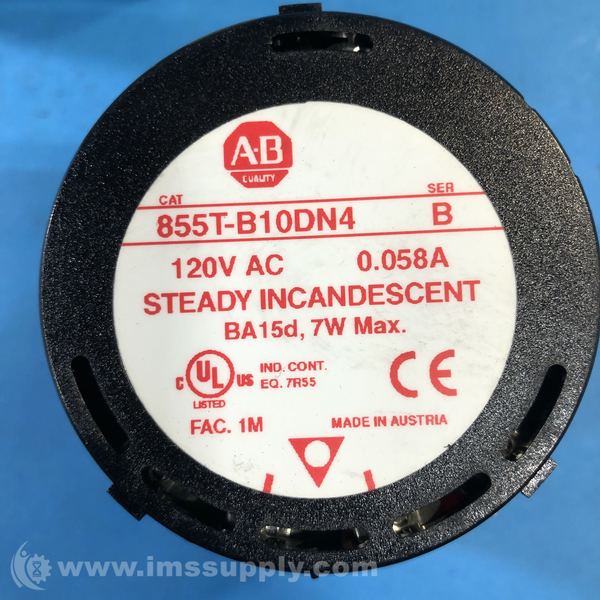 A-B
QUALITY
CAT SER
855T-B10DN4 B
120V AC 0.058A
STEADY INCANDESCENT
BA15d, 7W Max.
C UL US LISTED
IND. CONT.
EQ. 7R55
CE
FAC. 1M MADE IN AUSTRIA
www.imssupply.com